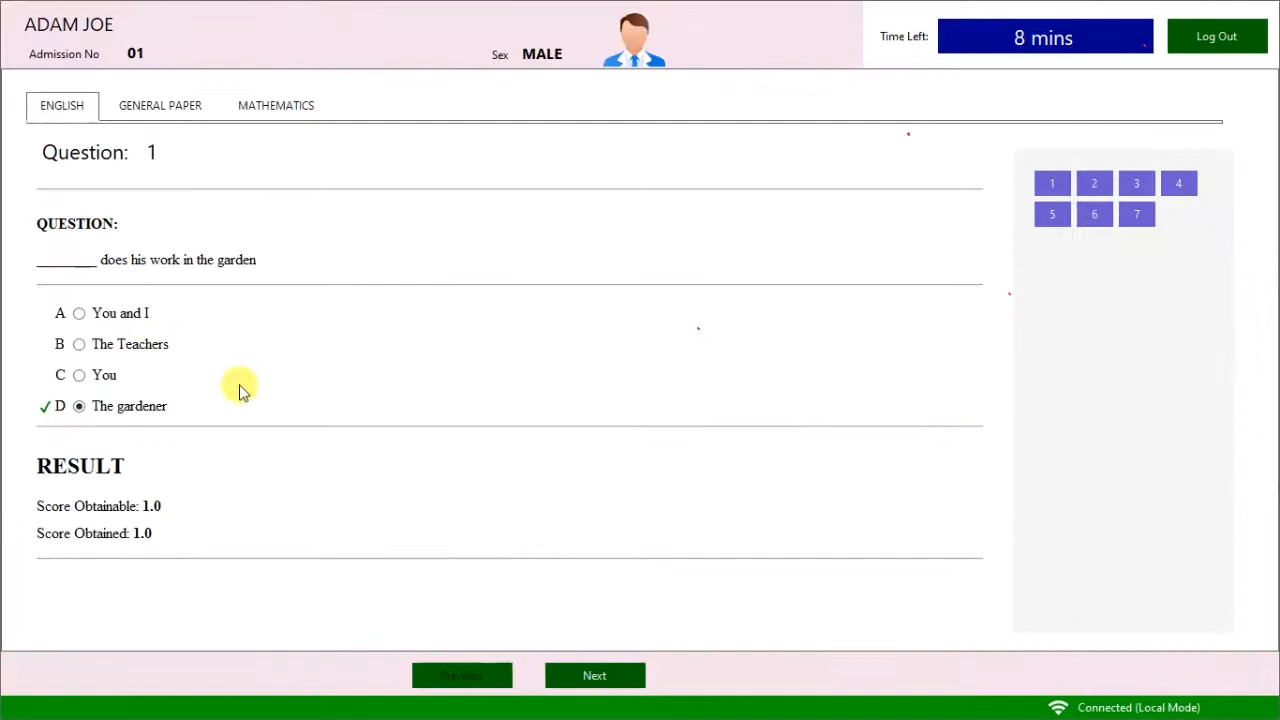 ADAM JOE
Admission No 01 Sex MALE
Time Left: 8 mins Log Out
ENGLISH GENERAL PAPER MATHEMATICS
Question: 1
QUESTION:
_________ does his work in the garden
A You and I
B The Teachers
C You
D The gardener
RESULT
Score Obtainable: 1.0
Score Obtained: 1.0
1 2 3 4
5 6 7
Previous Next
Connected (Local Mode)